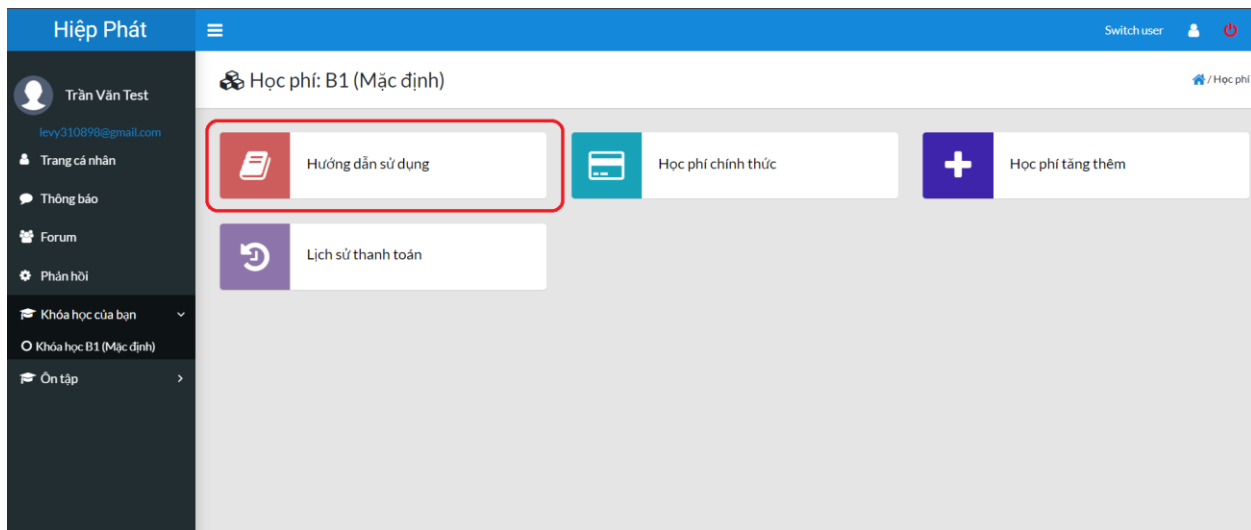 Hiệp Phát
Switch user
Trần Văn Test
levy310898@gmail.com
Trang cá nhân
Thông báo
Forum
Phản hồi
Khóa học của bạn
Khóa học B1 (Mặc định)
Ôn tập
Học phí: B1 (Mặc định)
/ Học phí
Hướng dẫn sử dụng
Học phí chính thức
Học phí tăng thêm
Lịch sử thanh toán